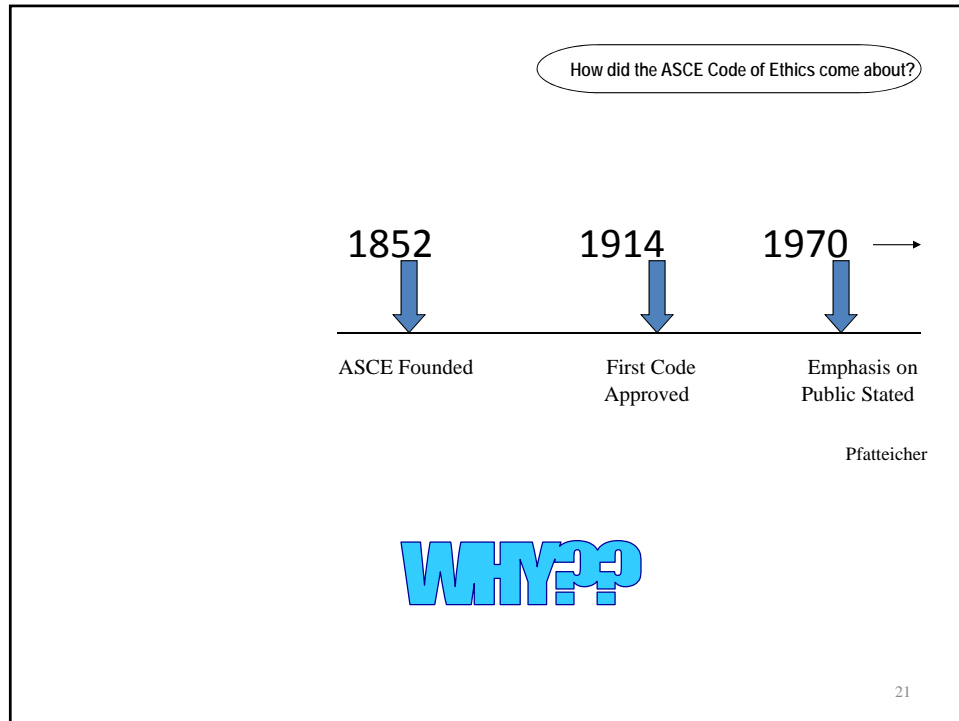 How did the ASCE Code of Ethics come about?
1852 1914 1970
ASCE Founded First Code Emphasis on
Approved Public Stated
Pfatteicher
WHY??
21